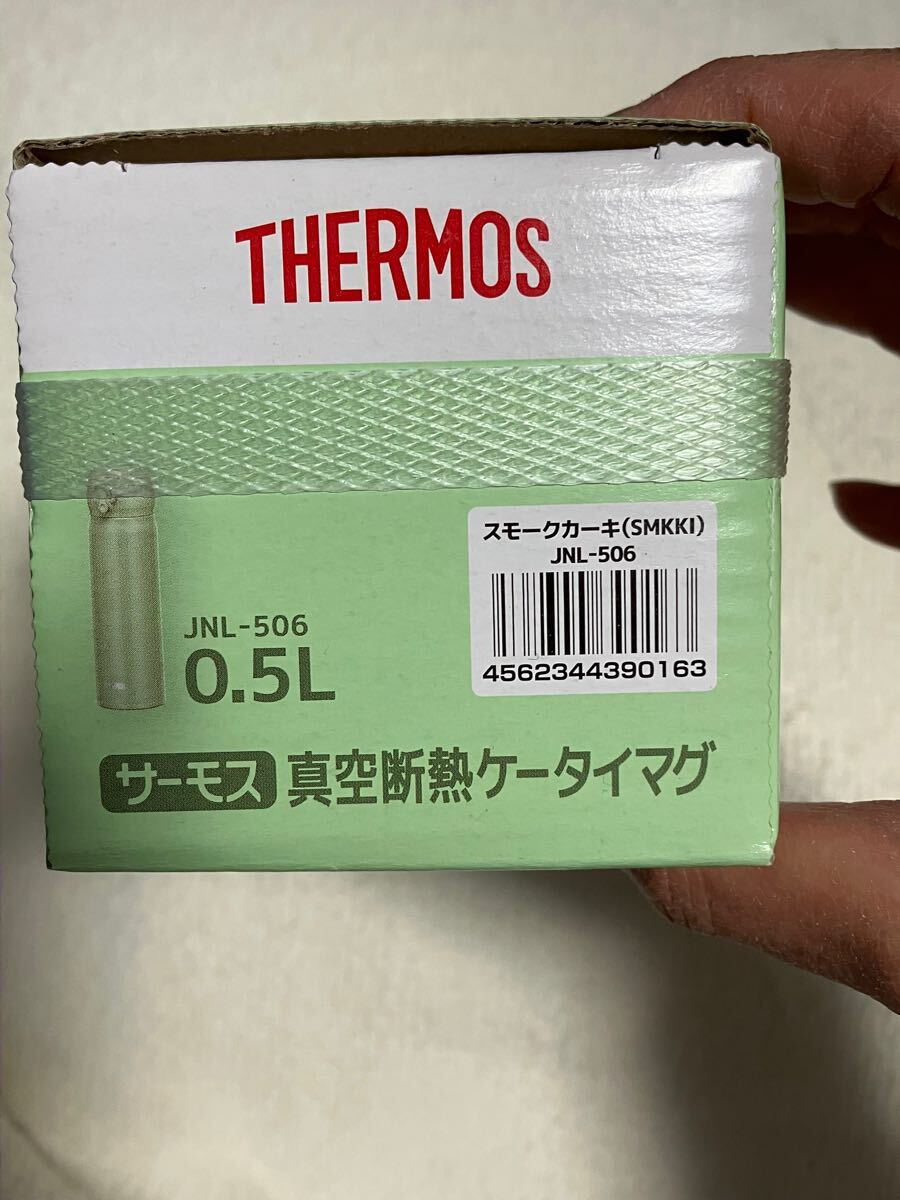 THERMOS
スモークカーキ(SMKKI)
JNL-506
4562344390163
JNL-506
0.5L
サーモス 真空断熱ケータイマグ